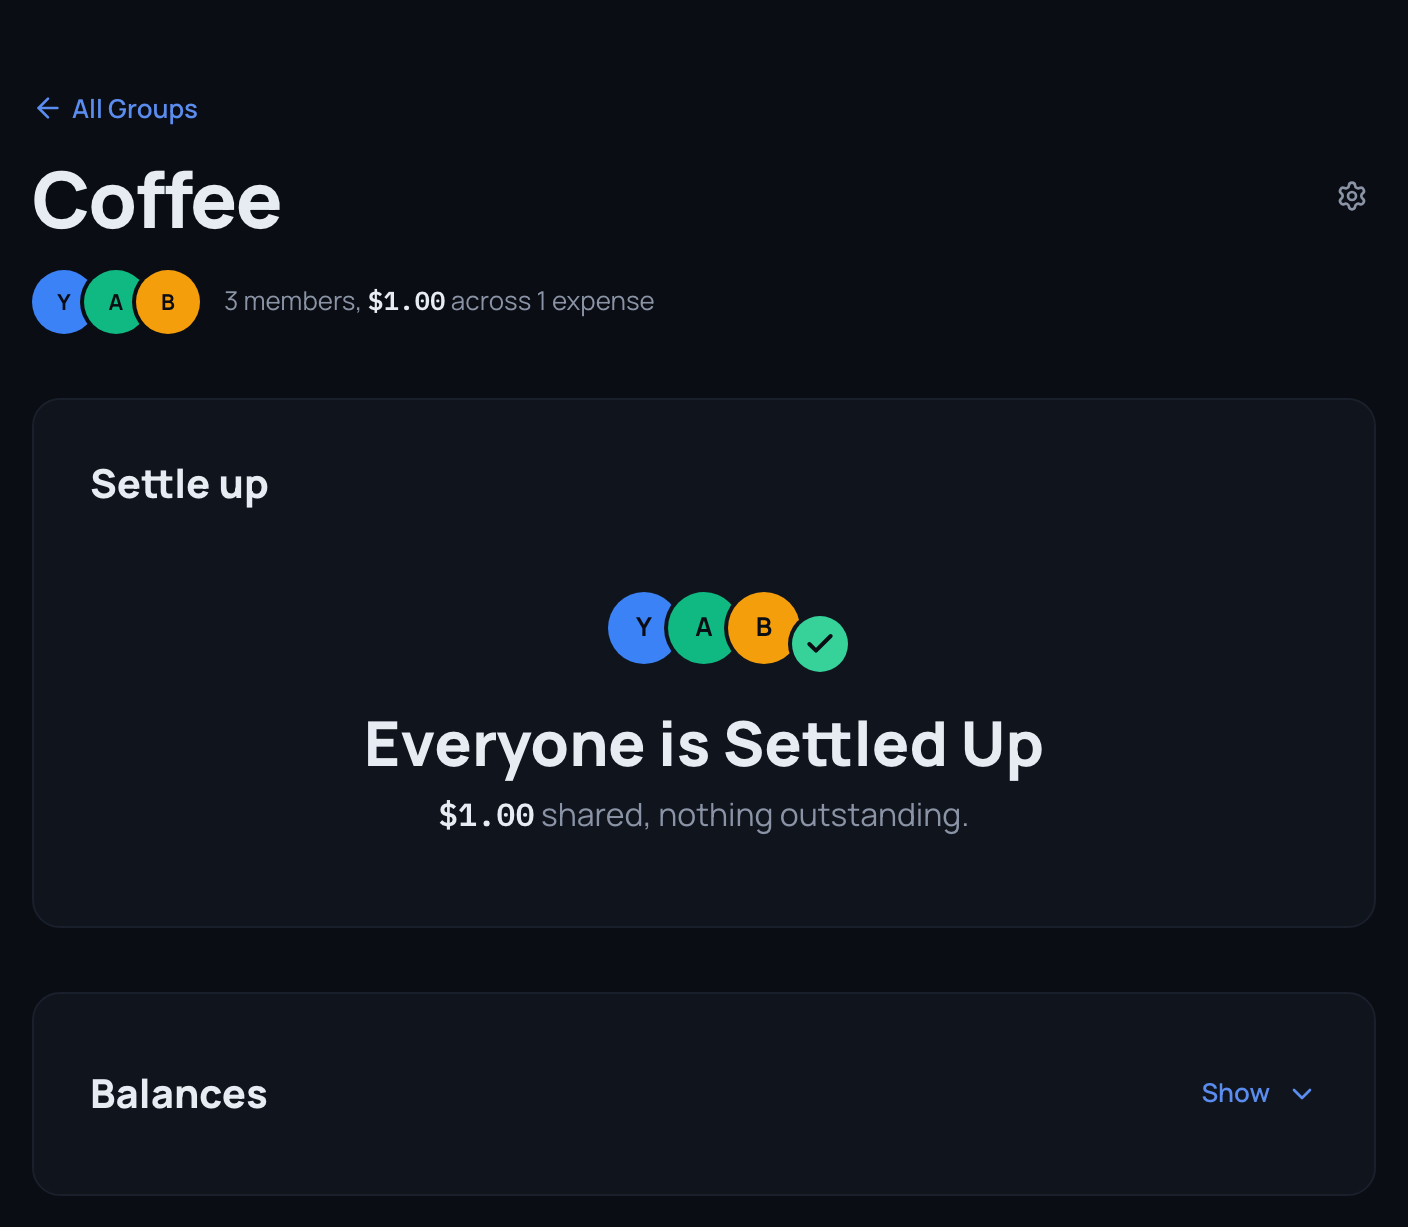 All Groups
Coffee
Y A B 3 members, $1.00 across 1 expense
Settle up
Y A B
Everyone is Settled Up
$1.00 shared, nothing outstanding.
Balances Show